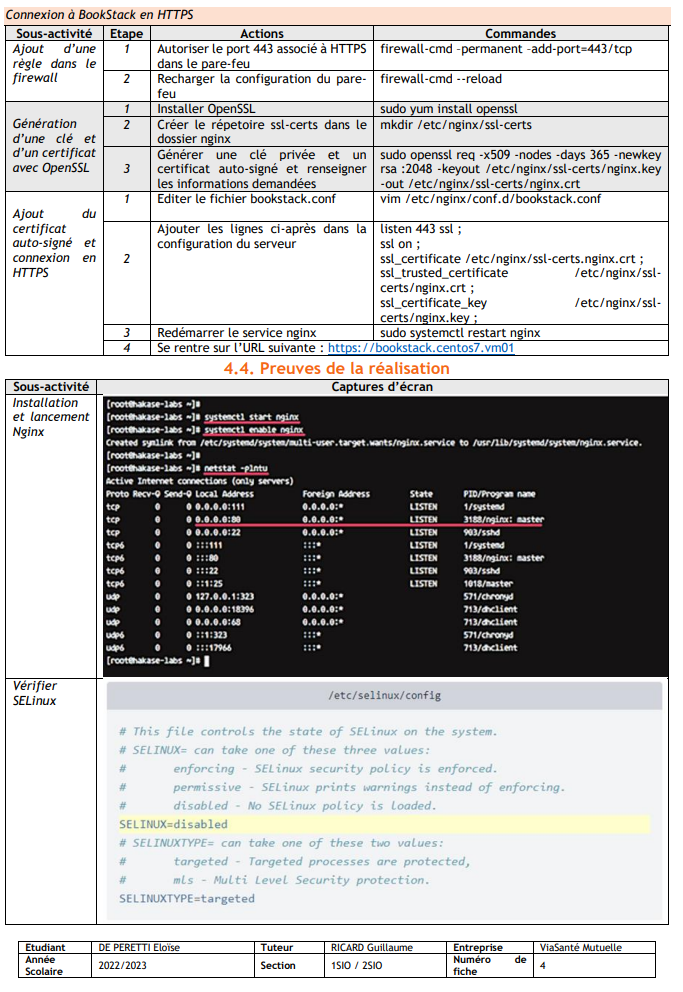 Connexion à BookStack en HTTPS
Sous-activité Etape Actions Commandes
Ajout d’une règle dans le firewall
1 Autoriser le port 443 associé à HTTPS dans le pare-feu firewall-cmd –permanent –add-port=443/tcp
2 Recharger la configuration du pare-feu firewall-cmd --reload
Génération d’une clé et d’un certificat avec OpenSSL
1 Installer OpenSSL sudo yum install openssl
2 Créer le répetoire ssl-certs dans le dossier nginx mkdir /etc/nginx/ssl-certs
3 Générer une clé privée et un certificat auto-signé et renseigner les informations demandées sudo openssl req -x509 -nodes -days 365 -newkey rsa :2048 -keyout /etc/nginx/ssl-certs/nginx.key -out /etc/nginx/ssl-certs/nginx.crt
Ajout du certificat auto-signé et connexion en HTTPS
1 Editer le fichier bookstack.conf vim /etc/nginx/conf.d/bookstack.conf
2 Ajouter les lignes ci-après dans la configuration du serveur
listen 443 ssl ;
ssl on ;
ssl_certificate /etc/nginx/ssl-certs.nginx.crt ;
ssl_trusted_certificate /etc/nginx/ssl-certs/nginx.crt ;
ssl_certificate_key /etc/nginx/ssl-certs/nginx.key ;
3 Redémarrer le service nginx sudo systemctl restart nginx
4 Se rentre sur l’URL suivante : https://bookstack.centos7.vm01
4.4. Preuves de la réalisation
Sous-activité Captures d’écran
Installation et lancement Nginx
[root@hakase-labs ~]#
[root@hakase-labs ~]# systemctl start nginx
[root@hakase-labs ~]# systemctl enable nginx
Created symlink from /etc/systemd/system/multi-user.target.wants/nginx.service to /usr/lib/systemd/system/nginx.service.
[root@hakase-labs ~]#
[root@hakase-labs ~]# netstat -plntu
Active Internet connections (only servers)
Proto Recv-Q Send-Q Local Address Foreign Address State PID/Program name
tcp 0 0 0.0.0.0:111 0.0.0.0:* LISTEN 1/systemd
tcp 0 0 0.0.0.0:80 0.0.0.0:* LISTEN 3188/nginx: master
tcp 0 0 0.0.0.0:22 0.0.0.0:* LISTEN 903/sshd
tcp6 0 0 :::111 :::* LISTEN 1/systemd
tcp6 0 0 :::80 :::* LISTEN 3188/nginx: master
tcp6 0 0 :::22 :::* LISTEN 903/sshd
tcp6 0 0 ::1:25 :::* LISTEN 1018/master
udp 0 0 127.0.0.1:323 0.0.0.0:* 571/chronyd
udp 0 0 0.0.0.0:18396 0.0.0.0:* 713/dhclient
udp 0 0 0.0.0.0:68 0.0.0.0:* 713/dhclient
udp6 0 0 ::1:323 :::* 571/chronyd
udp6 0 0 :::17966 :::* 713/dhclient
[root@hakase-labs ~]#
Vérifier SELinux
/etc/selinux/config
# This file controls the state of SELinux on the system.
# SELINUX= can take one of these three values:
# enforcing - SELinux security policy is enforced.
# permissive - SELinux prints warnings instead of enforcing.
# disabled - No SELinux policy is loaded.
SELINUX=disabled
# SELINUXTYPE= can take one of these two values:
# targeted - Targeted processes are protected,
# mls - Multi Level Security protection.
SELINUXTYPE=targeted
Etudiant DE PERETTI Eloïse Tuteur RICARD Guillaume Entreprise ViaSanté Mutuelle
Année Scolaire 2022/2023 Section 1SIO / 2SIO Numéro de fiche 4